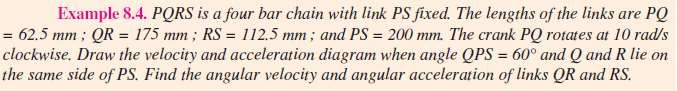 Example 8.4. PQRS is a four bar chain with link PS fixed. The lengths of the links are PQ
= 62.5 mm ; QR = 175 mm ; RS = 112.5 mm ; and PS = 200 mm. The crank PQ rotates at 10 rad/s
clockwise. Draw the velocity and acceleration diagram when angle QPS = 60° and Q and R lie on
the same side of PS. Find the angular velocity and angular acceleration of links QR and RS.